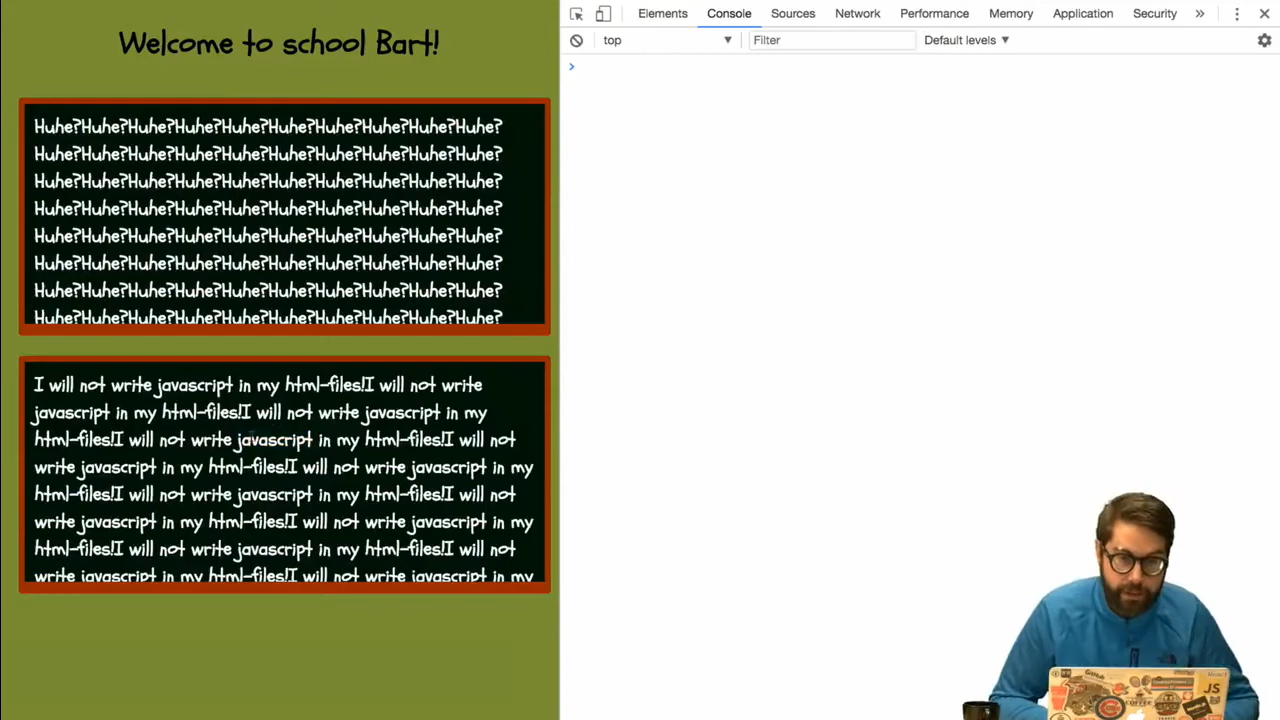 Welcome to school Bart!
Huhe?Huhe?Huhe?Huhe?Huhe?Huhe?Huhe?Huhe?Huhe?Huhe?
Huhe?Huhe?Huhe?Huhe?Huhe?Huhe?Huhe?Huhe?Huhe?Huhe?
Huhe?Huhe?Huhe?Huhe?Huhe?Huhe?Huhe?Huhe?Huhe?Huhe?
Huhe?Huhe?Huhe?Huhe?Huhe?Huhe?Huhe?Huhe?Huhe?Huhe?
Huhe?Huhe?Huhe?Huhe?Huhe?Huhe?Huhe?Huhe?Huhe?Huhe?
Huhe?Huhe?Huhe?Huhe?Huhe?Huhe?Huhe?Huhe?Huhe?Huhe?
Huhe?Huhe?Huhe?Huhe?Huhe?Huhe?Huhe?Huhe?Huhe?Huhe?
Huhe?Huhe?Huhe?Huhe?Huhe?Huhe?Huhe?Huhe?Huhe?Huhe?
I will not write javascript in my html-files!I will not write
javascript in my html-files!I will not write javascript in my
html-files!I will not write javascript in my html-files!I will not
write javascript in my html-files!I will not write javascript in my
html-files!I will not write javascript in my html-files!I will not
write javascript in my html-files!I will not write javascript in my
html-files!I will not write javascript in my html-files!I will not
write javascript in my html-files!I will not write javascript in my
Elements Console Sources Network Performance Memory Application Security »
top Filter Default levels
JS